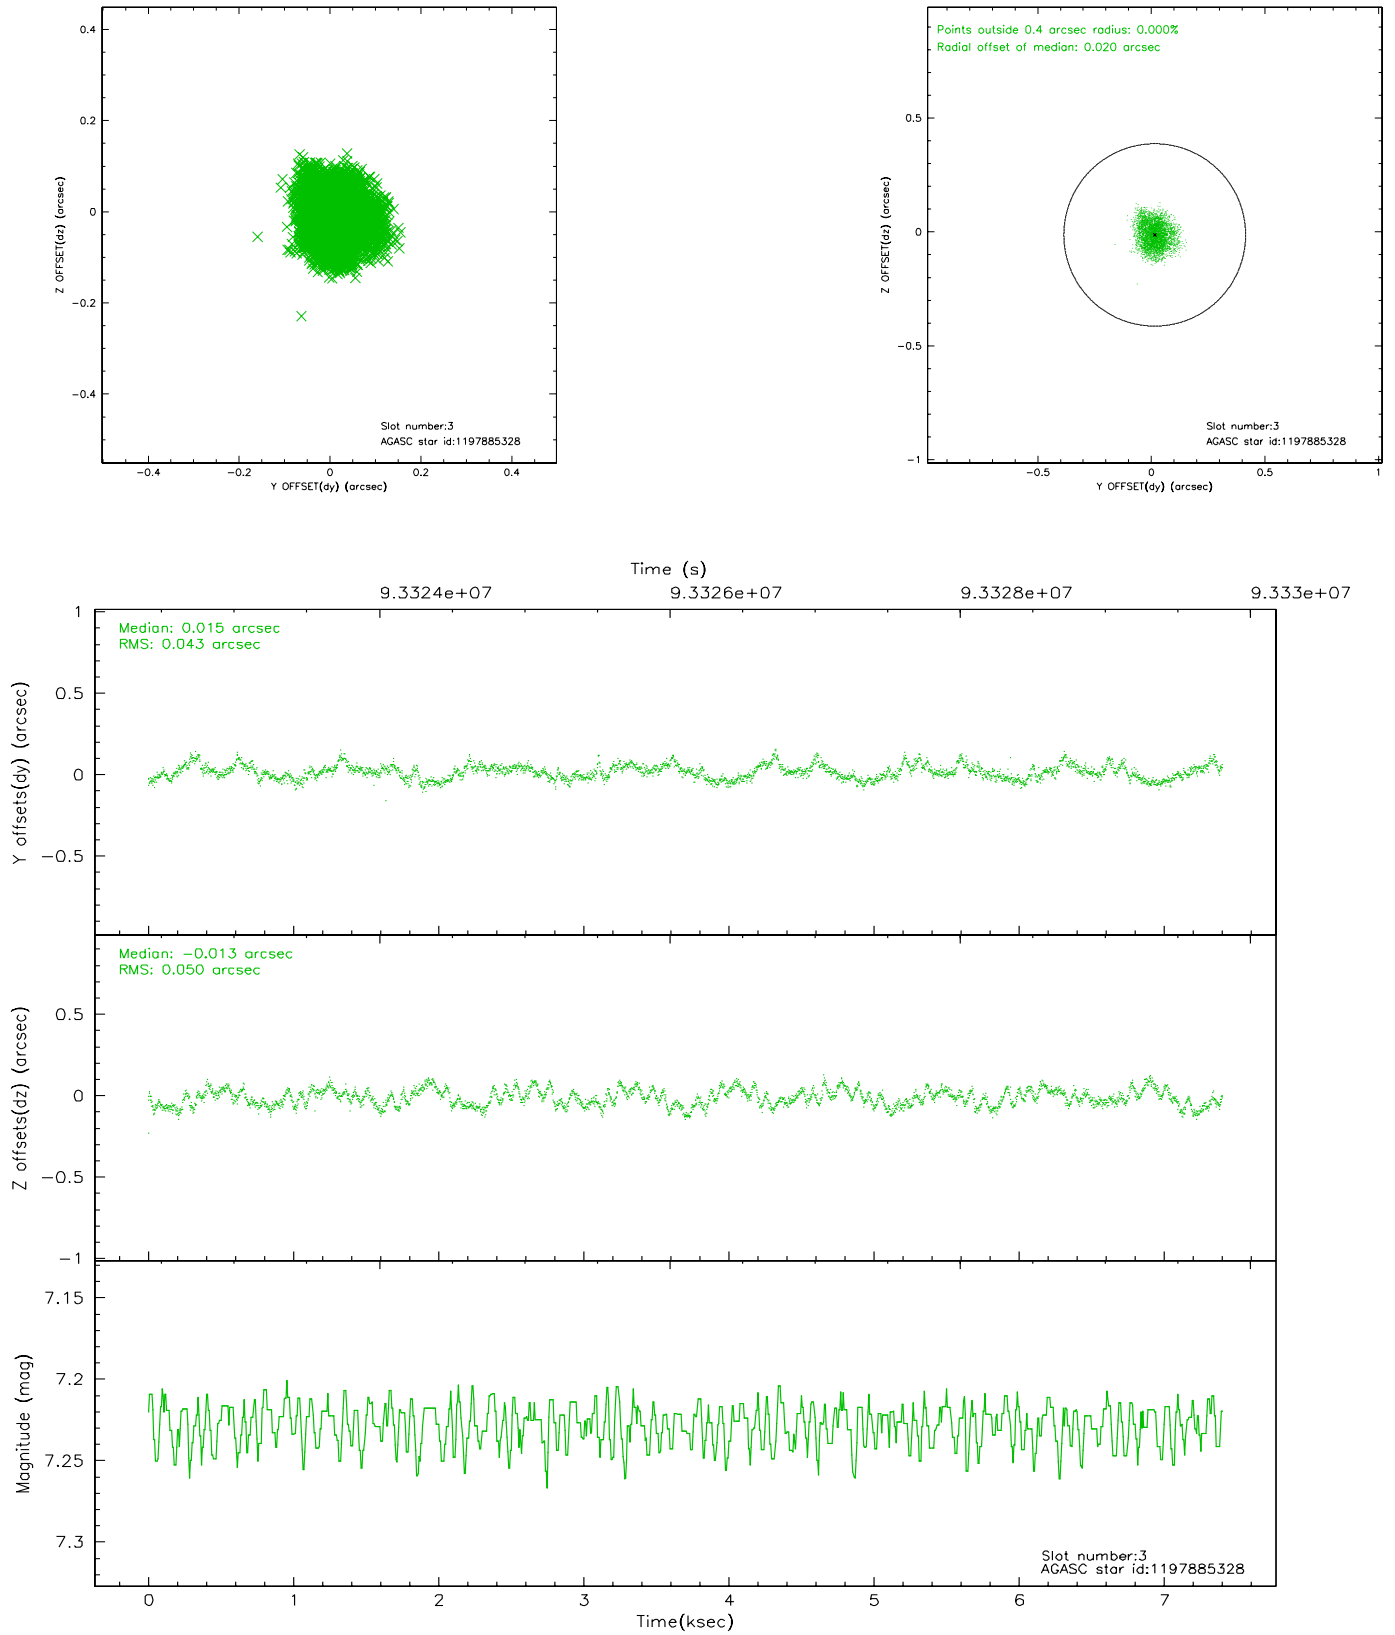 0.4
0.2
0
−0.2
−0.4
Z OFFSET(dz) (arcsec)
Slot number:3
AGASC star id:1197885328
−0.4 −0.2 0 0.2 0.4
Y OFFSET(dy) (arcsec)
Points outside 0.4 arcsec radius: 0.000%
Radial offset of median: 0.020 arcsec
0.5
0
−0.5
−1
Z OFFSET(dz) (arcsec)
Slot number:3
AGASC star id:1197885328
−0.5 0 0.5 1
Y OFFSET(dy) (arcsec)
Time (s)
9.3324e+07 9.3326e+07 9.3328e+07 9.333e+07
Median: 0.015 arcsec
RMS: 0.043 arcsec
1
0.5
0
−0.5
Y offsets(dy) (arcsec)
Median: −0.013 arcsec
RMS: 0.050 arcsec
0.5
0
−0.5
−1
Z offsets(dz) (arcsec)
7.15
7.2
7.25
7.3
Magnitude (mag)
Slot number:3
AGASC star id:1197885328
0 1 2 3 4 5 6 7
Time(ksec)